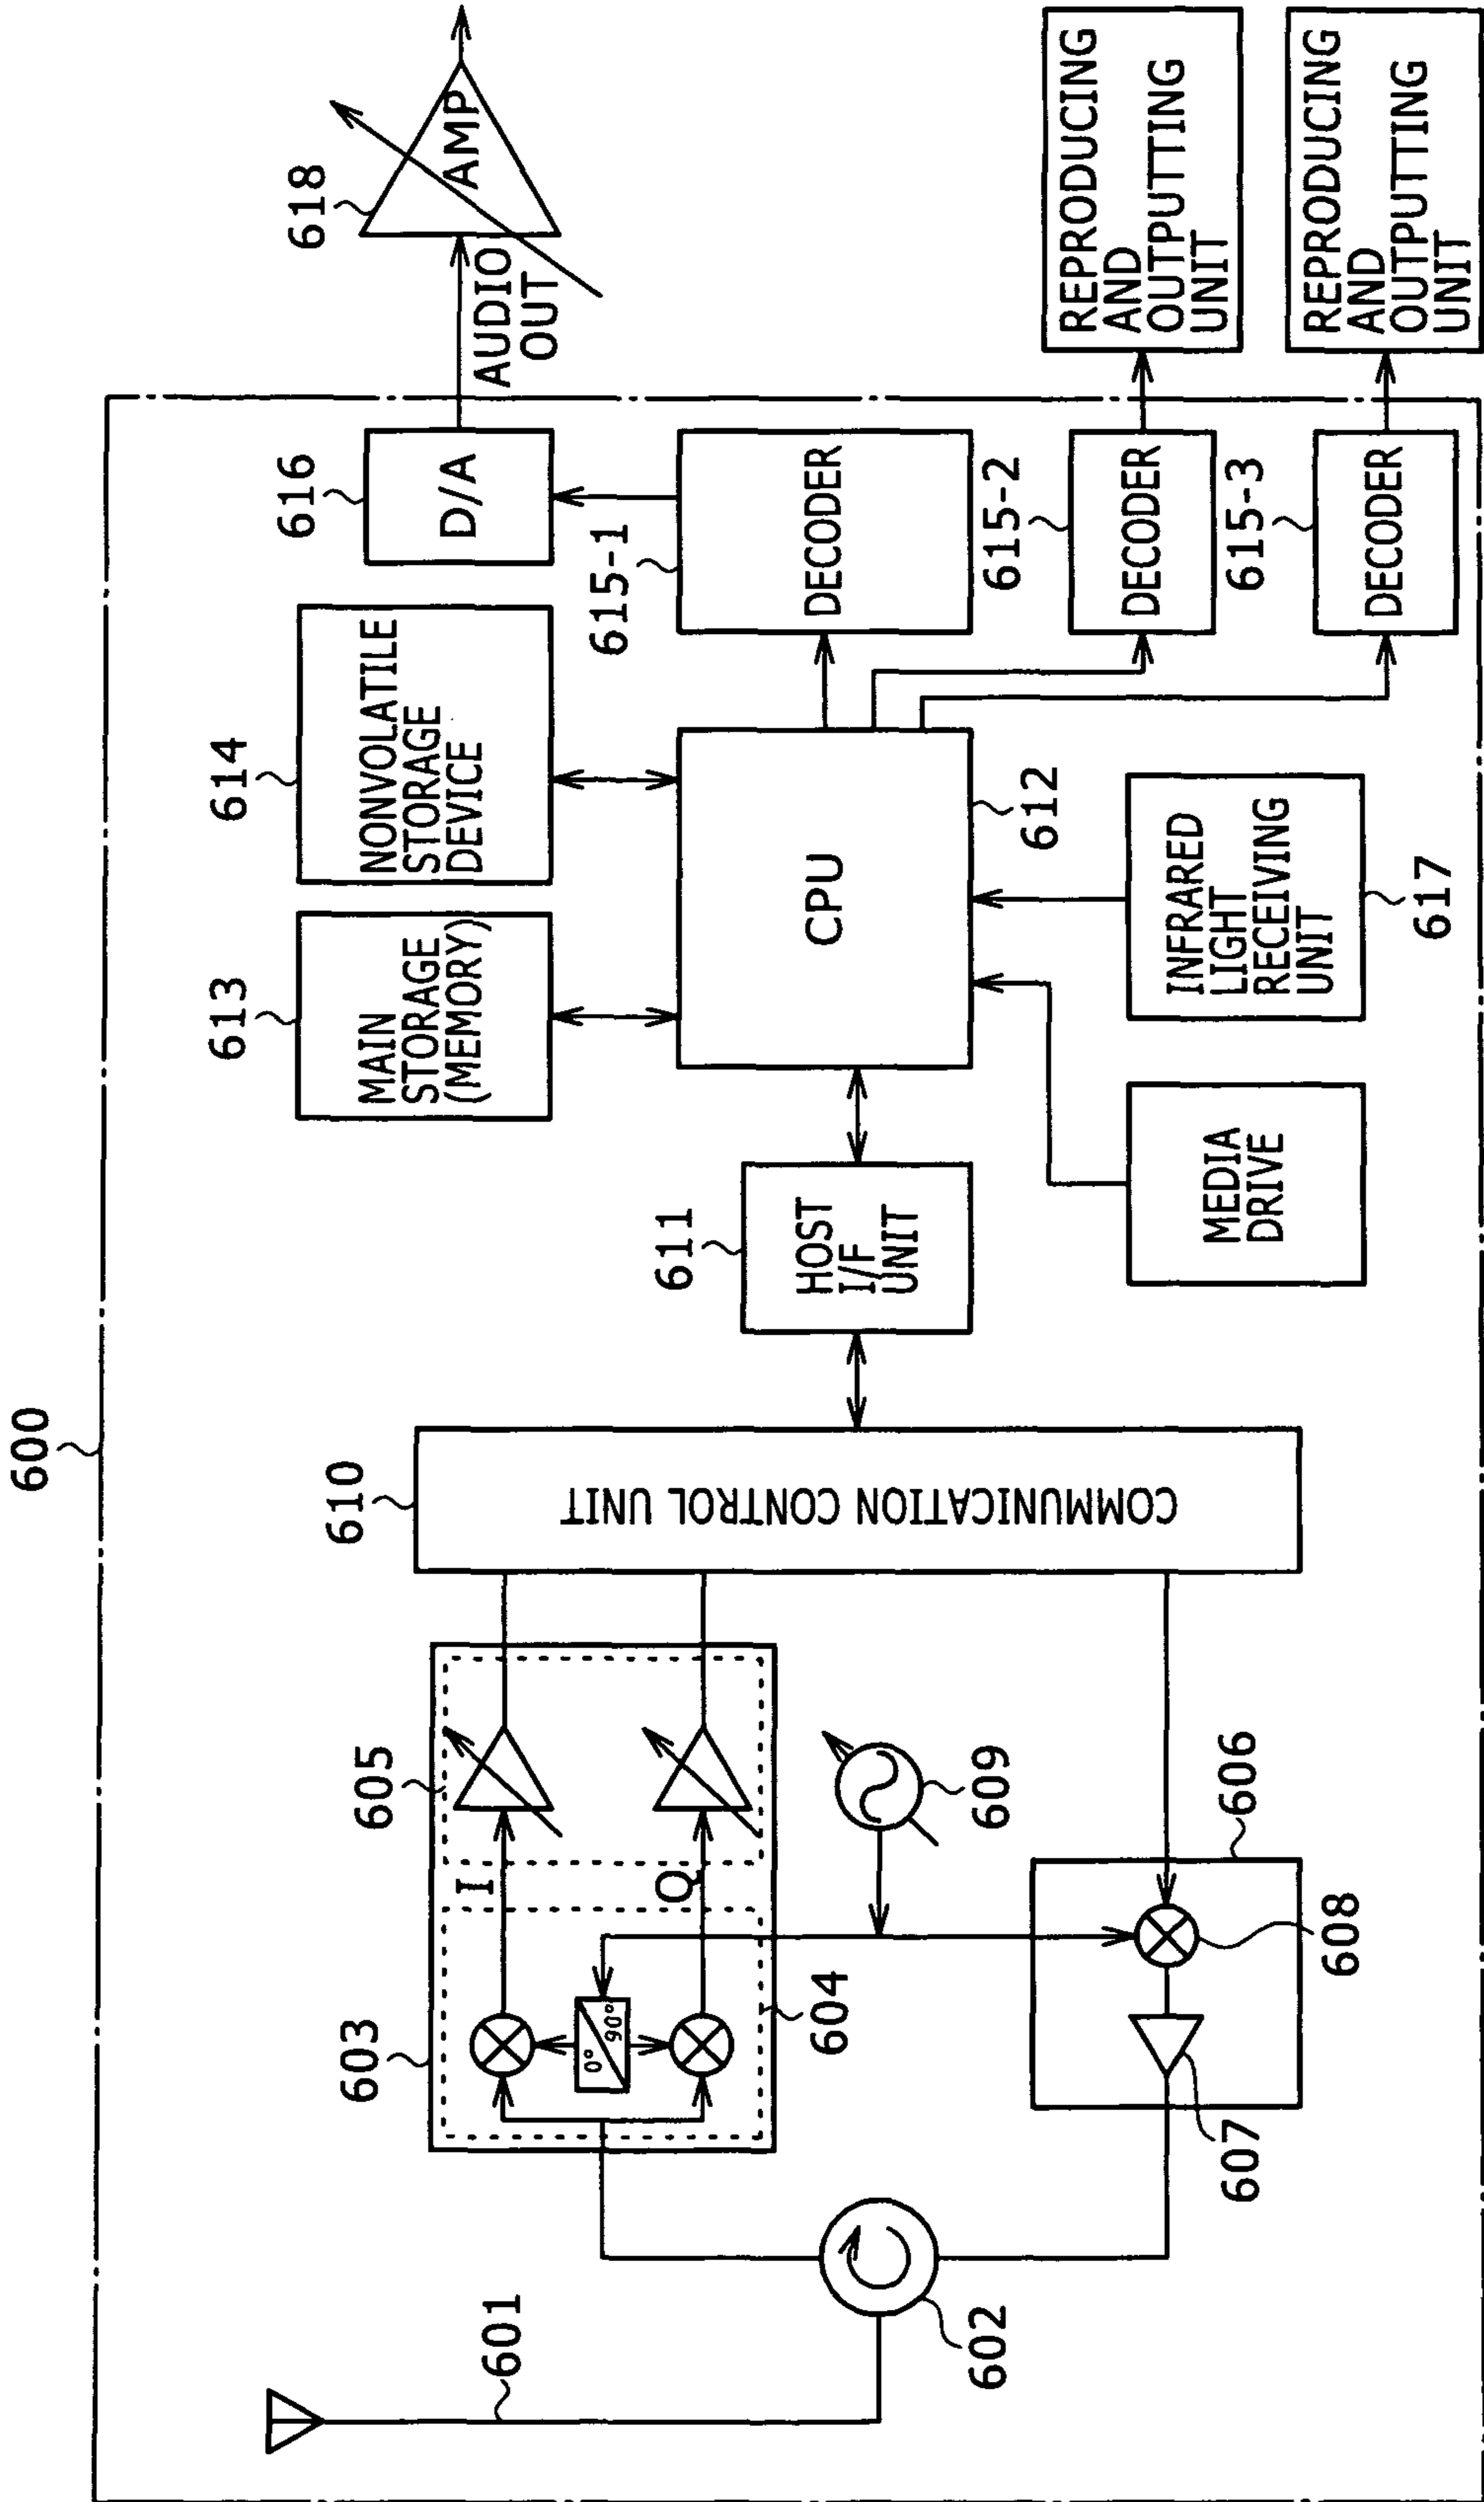 600
601
602
603
604
I
Q
0°
90°
605
606
607
608
609
610
COMMUNICATION CONTROL UNIT
611
HOST
I/F
UNIT
612
CPU
613
MAIN
STORAGE
(MEMORY)
614
NONVOLATILE
STORAGE
DEVICE
MEDIA
DRIVE
INFRARED
LIGHT
RECEIVING
UNIT
617
615-1
DECODER
615-2
DECODER
615-3
DECODER
616
D/A
AUDIO
OUT
618
AMP
REPRODUCING
AND
OUTPUTTING
UNIT
REPRODUCING
AND
OUTPUTTING
UNIT